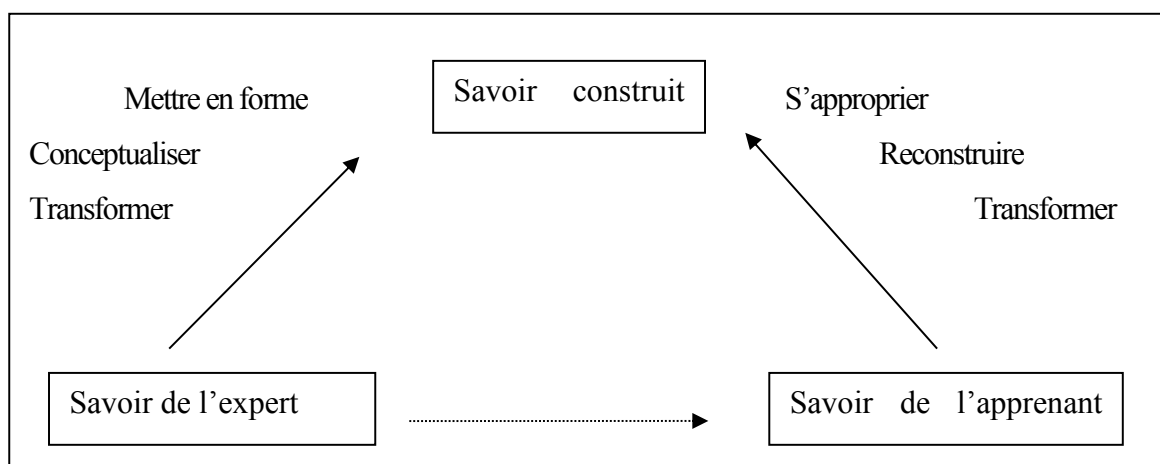 Savoir construit
Mettre en forme
Conceptualiser
Transformer
S’approprier
Reconstruire
Transformer
Savoir de l’expert
Savoir de l’apprenant